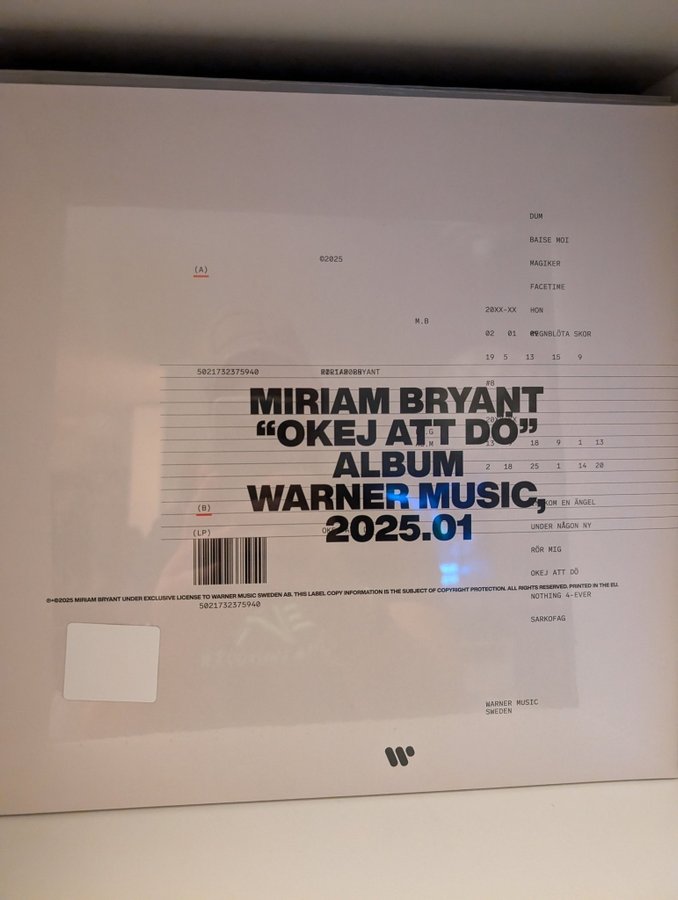 DUM
BAISE MOI
MAGIKER
FACETIME
©2025
(A)
20XX-XX HON
M.B
02 01 REGNBLÖTA SKOR
19 5 13 15 9
5021732375940
#8
MIRIAM BRYANT
“OKEJ ATT DÖ”
ALBUM
WARNER MUSIC,
2025.01
13 18 9 1 13
2 18 25 1 14 20
KOM EN ÄNGEL
(B)
UNDER NÅGON NY
(LP)
RÖR MIG
OKEJ ATT DÖ
℗+©2025 MIRIAM BRYANT UNDER EXCLUSIVE LICENSE TO WARNER MUSIC SWEDEN AB. THIS LABEL COPY INFORMATION IS THE SUBJECT OF COPYRIGHT PROTECTION. ALL RIGHTS RESERVED. PRINTED IN THE EU.
NOTHING 4-EVER
5021732375940
SARKOFAG
WARNER MUSIC
SWEDEN